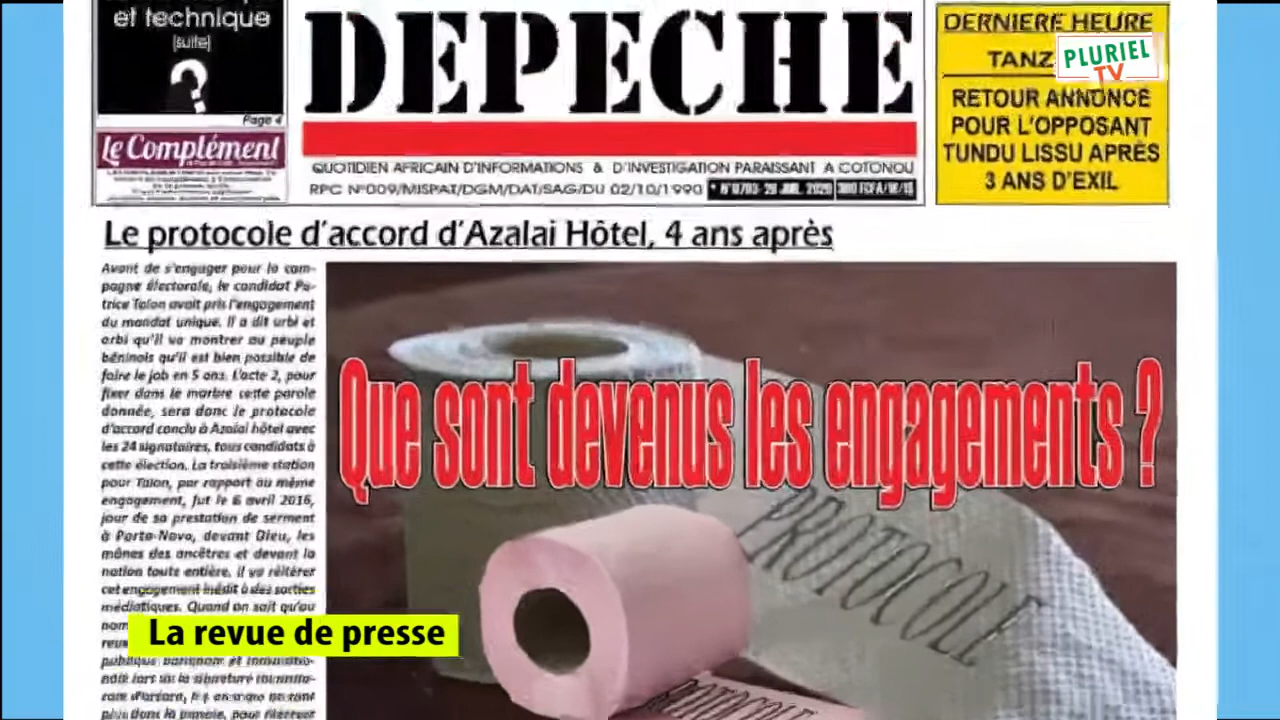 et technique
(suite)
?
Page 4
Le Complément
DEPECHE
QUOTIDIEN AFRICAIN D'INFORMATIONS & D'INVESTIGATION PARAISSANT A COTONOU
RPC N°009/MISPAT/DGM/DAT/SAG/DU 02/10/1990
DERNIERE HEURE
TANZ
PLURIEL
TV
RETOUR ANNONCE
POUR L'OPPOSANT
TUNDU LISSU APRÈS
3 ANS D'EXIL
Le protocole d'accord d'Azalai Hôtel, 4 ans après
Avant de s'engager pour la cam-
pagne électorale, le candidat Pa-
trice Talon avait pris l'engagement
du mandat unique. Il a dit urbi et
orbi qu'il va montrer au peuple
béninois qu'il est bien possible de
faire le job en 5 ans. L'acte 2, pour
fixer dans le marbre cette parole
donnée, sera donc le protocole
d'accord conclu à Azalai hôtel avec
les 24 signataires, tous candidats à
cette élection. La troisième station
pour Talon, par rapport au même
engagement, fut le 6 avril 2016,
jour de sa prestation de serment
à Porto-Novo, devant Dieu, les
mânes des ancêtres et devant la
nation toute entière. Il va réitérer
cet engagement inédit à des sorties
médiatiques. Quand on sait qu'au
Que sont devenus les engagements ?
PROTOCOLE
PROTOCOLE
La revue de presse